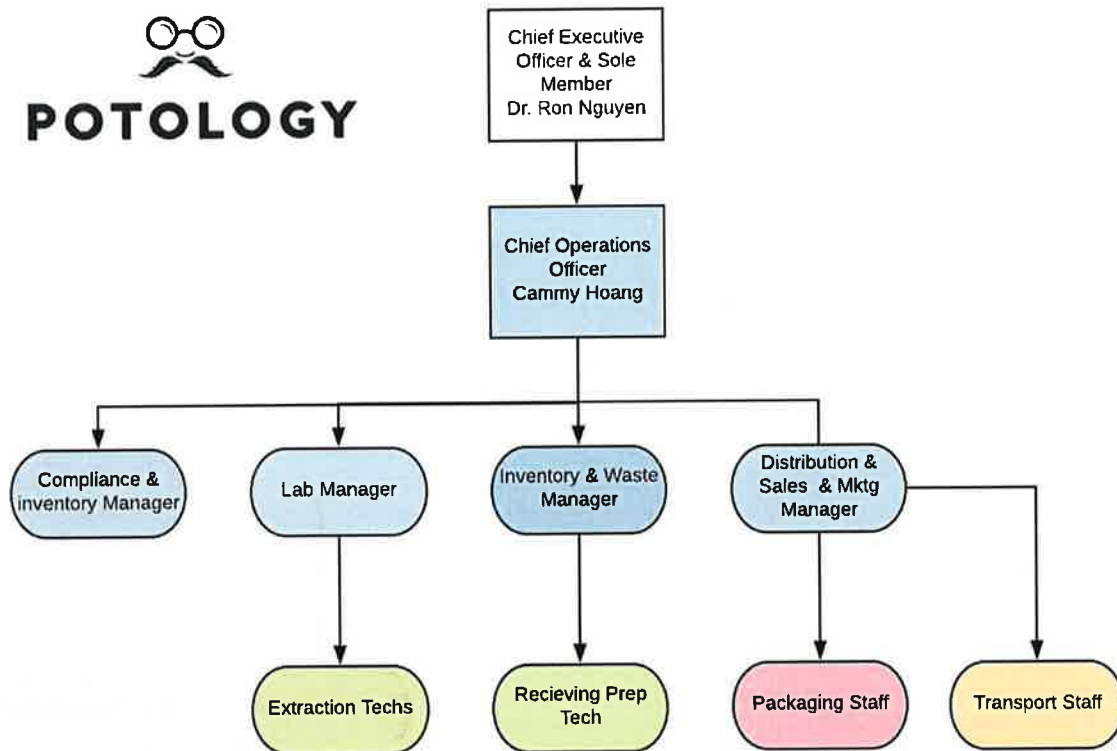 POTOLOGY
Chief Executive
Officer & Sole
Member
Dr. Ron Nguyen
Chief Operations
Officer
Cammy Hoang
Compliance &
inventory Manager
Lab Manager
Inventory & Waste
Manager
Distribution &
Sales & Mktg
Manager
Extraction Techs
Recieving Prep
Tech
Packaging Staff
Transport Staff